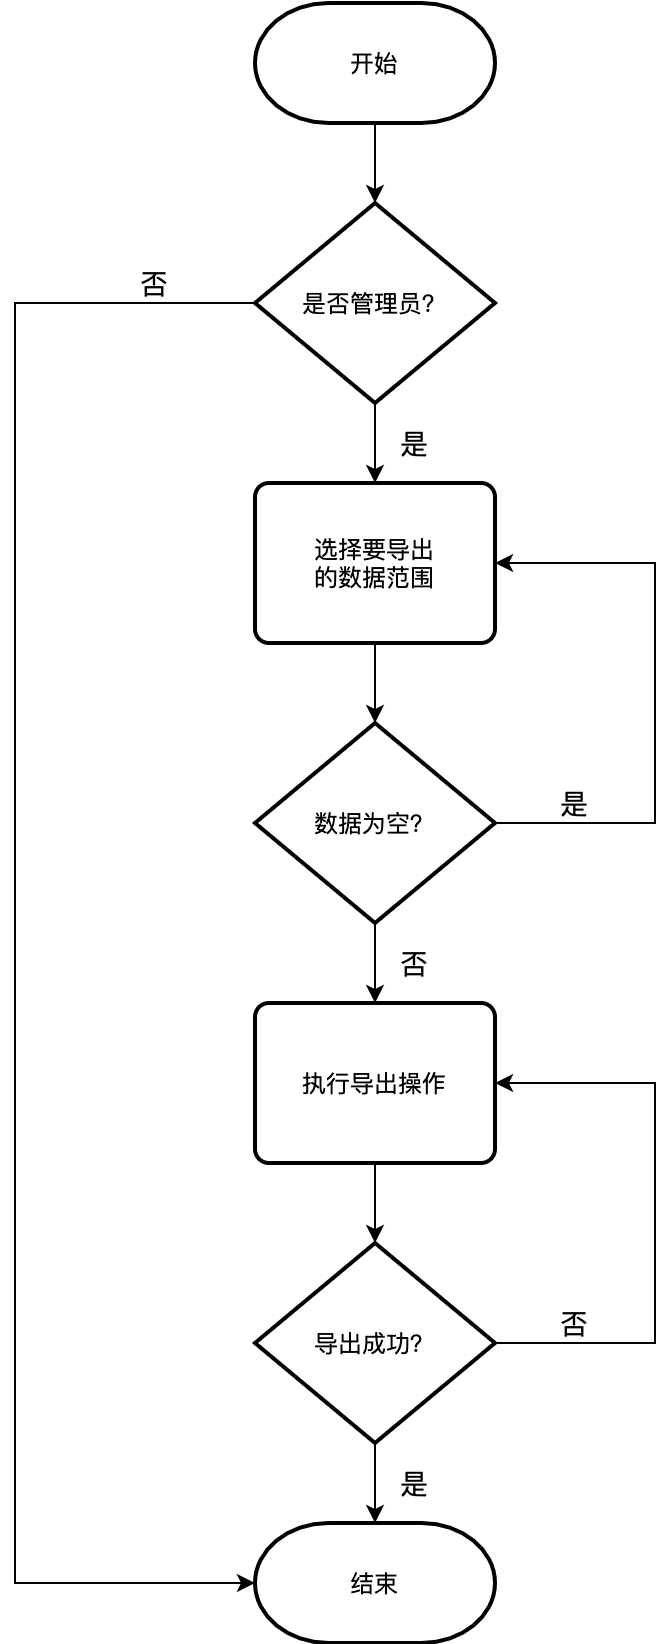 开始
否
是否管理员?
是
选择要导出
的数据范围
数据为空?
是
否
执行导出操作
导出成功?
否
是
结束